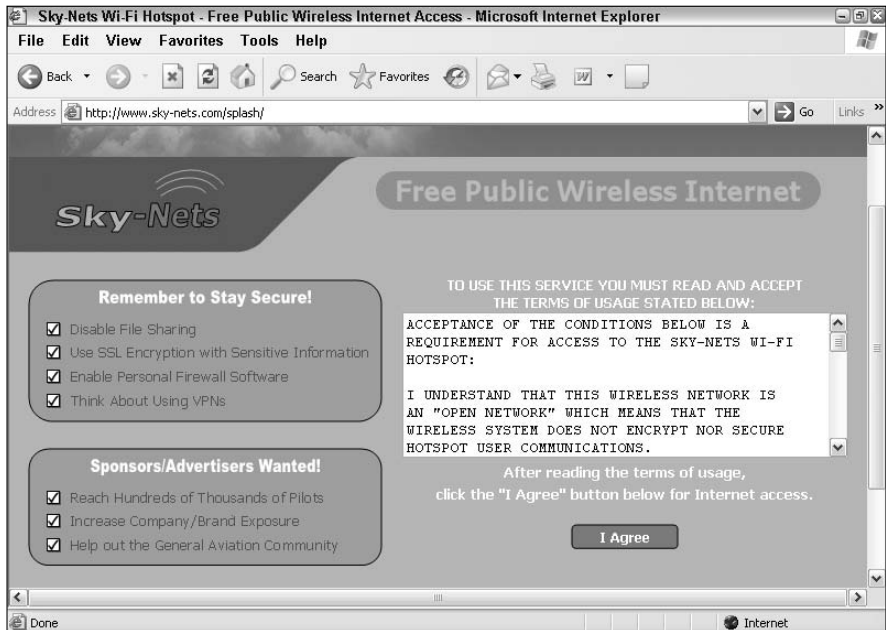 Sky-Nets Wi-Fi Hotspot - Free Public Wireless Internet Access - Microsoft Internet Explorer
File Edit View Favorites Tools Help
Back Search Favorites
Address http://www.sky-nets.com/splash/ Go Links »
Sky-Nets
Free Public Wireless Internet
Remember to Stay Secure!
Disable File Sharing
Use SSL Encryption with Sensitive Information
Enable Personal Firewall Software
Think About Using VPNs
Sponsors/Advertisers Wanted!
Reach Hundreds of Thousands of Pilots
Increase Company/Brand Exposure
Help out the General Aviation Community
TO USE THIS SERVICE YOU MUST READ AND ACCEPT
THE TERMS OF USAGE STATED BELOW:
ACCEPTANCE OF THE CONDITIONS BELOW IS A
REQUIREMENT FOR ACCESS TO THE SKY-NETS WI-FI
HOTSPOT:
I UNDERSTAND THAT THIS WIRELESS NETWORK IS
AN "OPEN NETWORK" WHICH MEANS THAT THE
WIRELESS SYSTEM DOES NOT ENCRYPT NOR SECURE
HOTSPOT USER COMMUNICATIONS.
After reading the terms of usage,
click the "I Agree" button below for Internet access.
I Agree
Done Internet